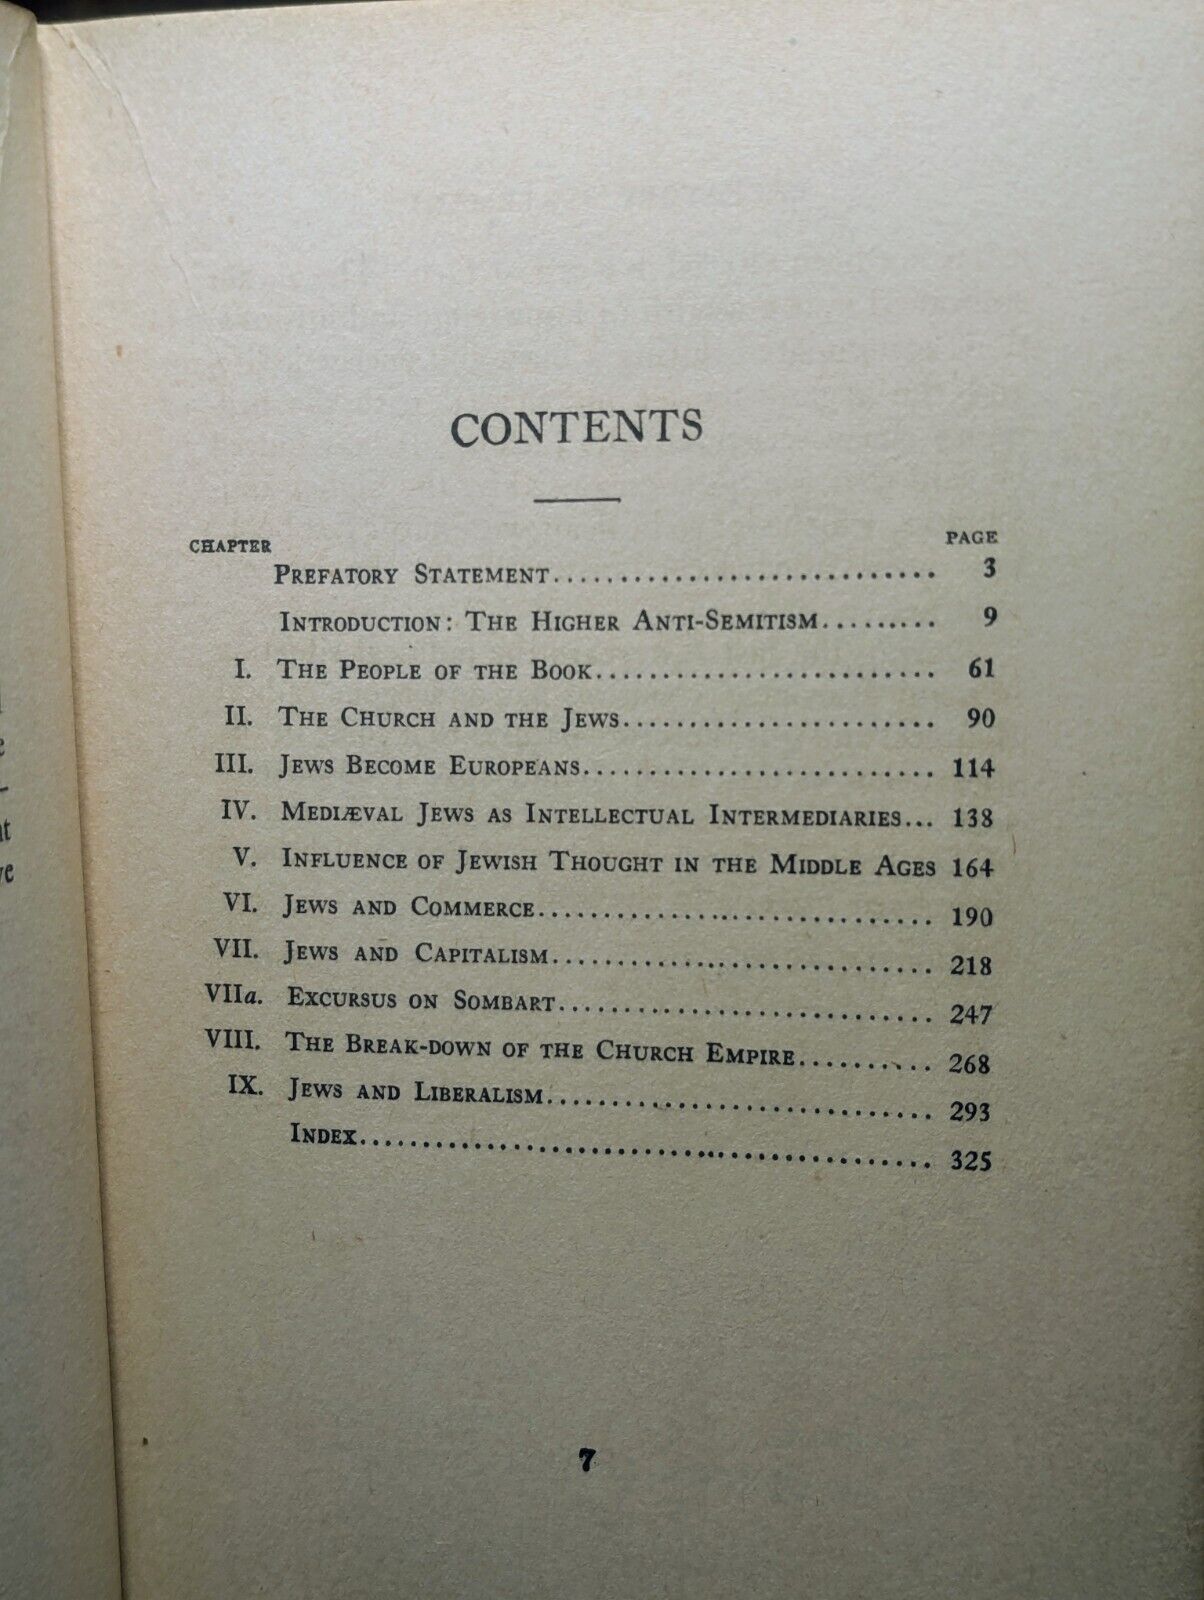 CONTENTS
CHAPTER PAGE
PREFATORY STATEMENT............................ 3
INTRODUCTION: THE HIGHER ANTI-SEMITISM......... 9
I. THE PEOPLE OF THE BOOK.......................... 61
II. THE CHURCH AND THE JEWS........................ 90
III. JEWS BECOME EUROPEANS........................... 114
IV. MEDIÆVAL JEWS AS INTELLECTUAL INTERMEDIARIES... 138
V. INFLUENCE OF JEWISH THOUGHT IN THE MIDDLE AGES 164
VI. JEWS AND COMMERCE.............................. 190
VII. JEWS AND CAPITALISM............................. 218
VIIa. EXCURSUS ON SOMBART............................ 247
VIII. THE BREAK-DOWN OF THE CHURCH EMPIRE.......... 268
IX. JEWS AND LIBERALISM............................. 293
INDEX............................................ 325
7